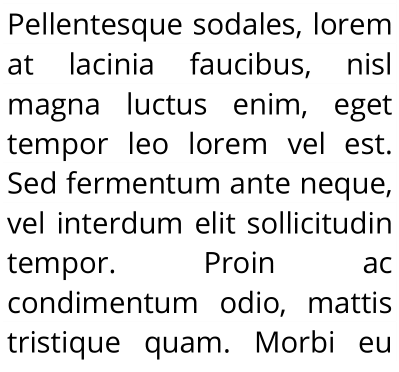 Pellentesque sodales, lorem
at lacinia faucibus, nisl
magna luctus enim, eget
tempor leo lorem vel est.
Sed fermentum ante neque,
vel interdum elit sollicitudin
tempor. Proin ac
condimentum odio, mattis
tristique quam. Morbi eu